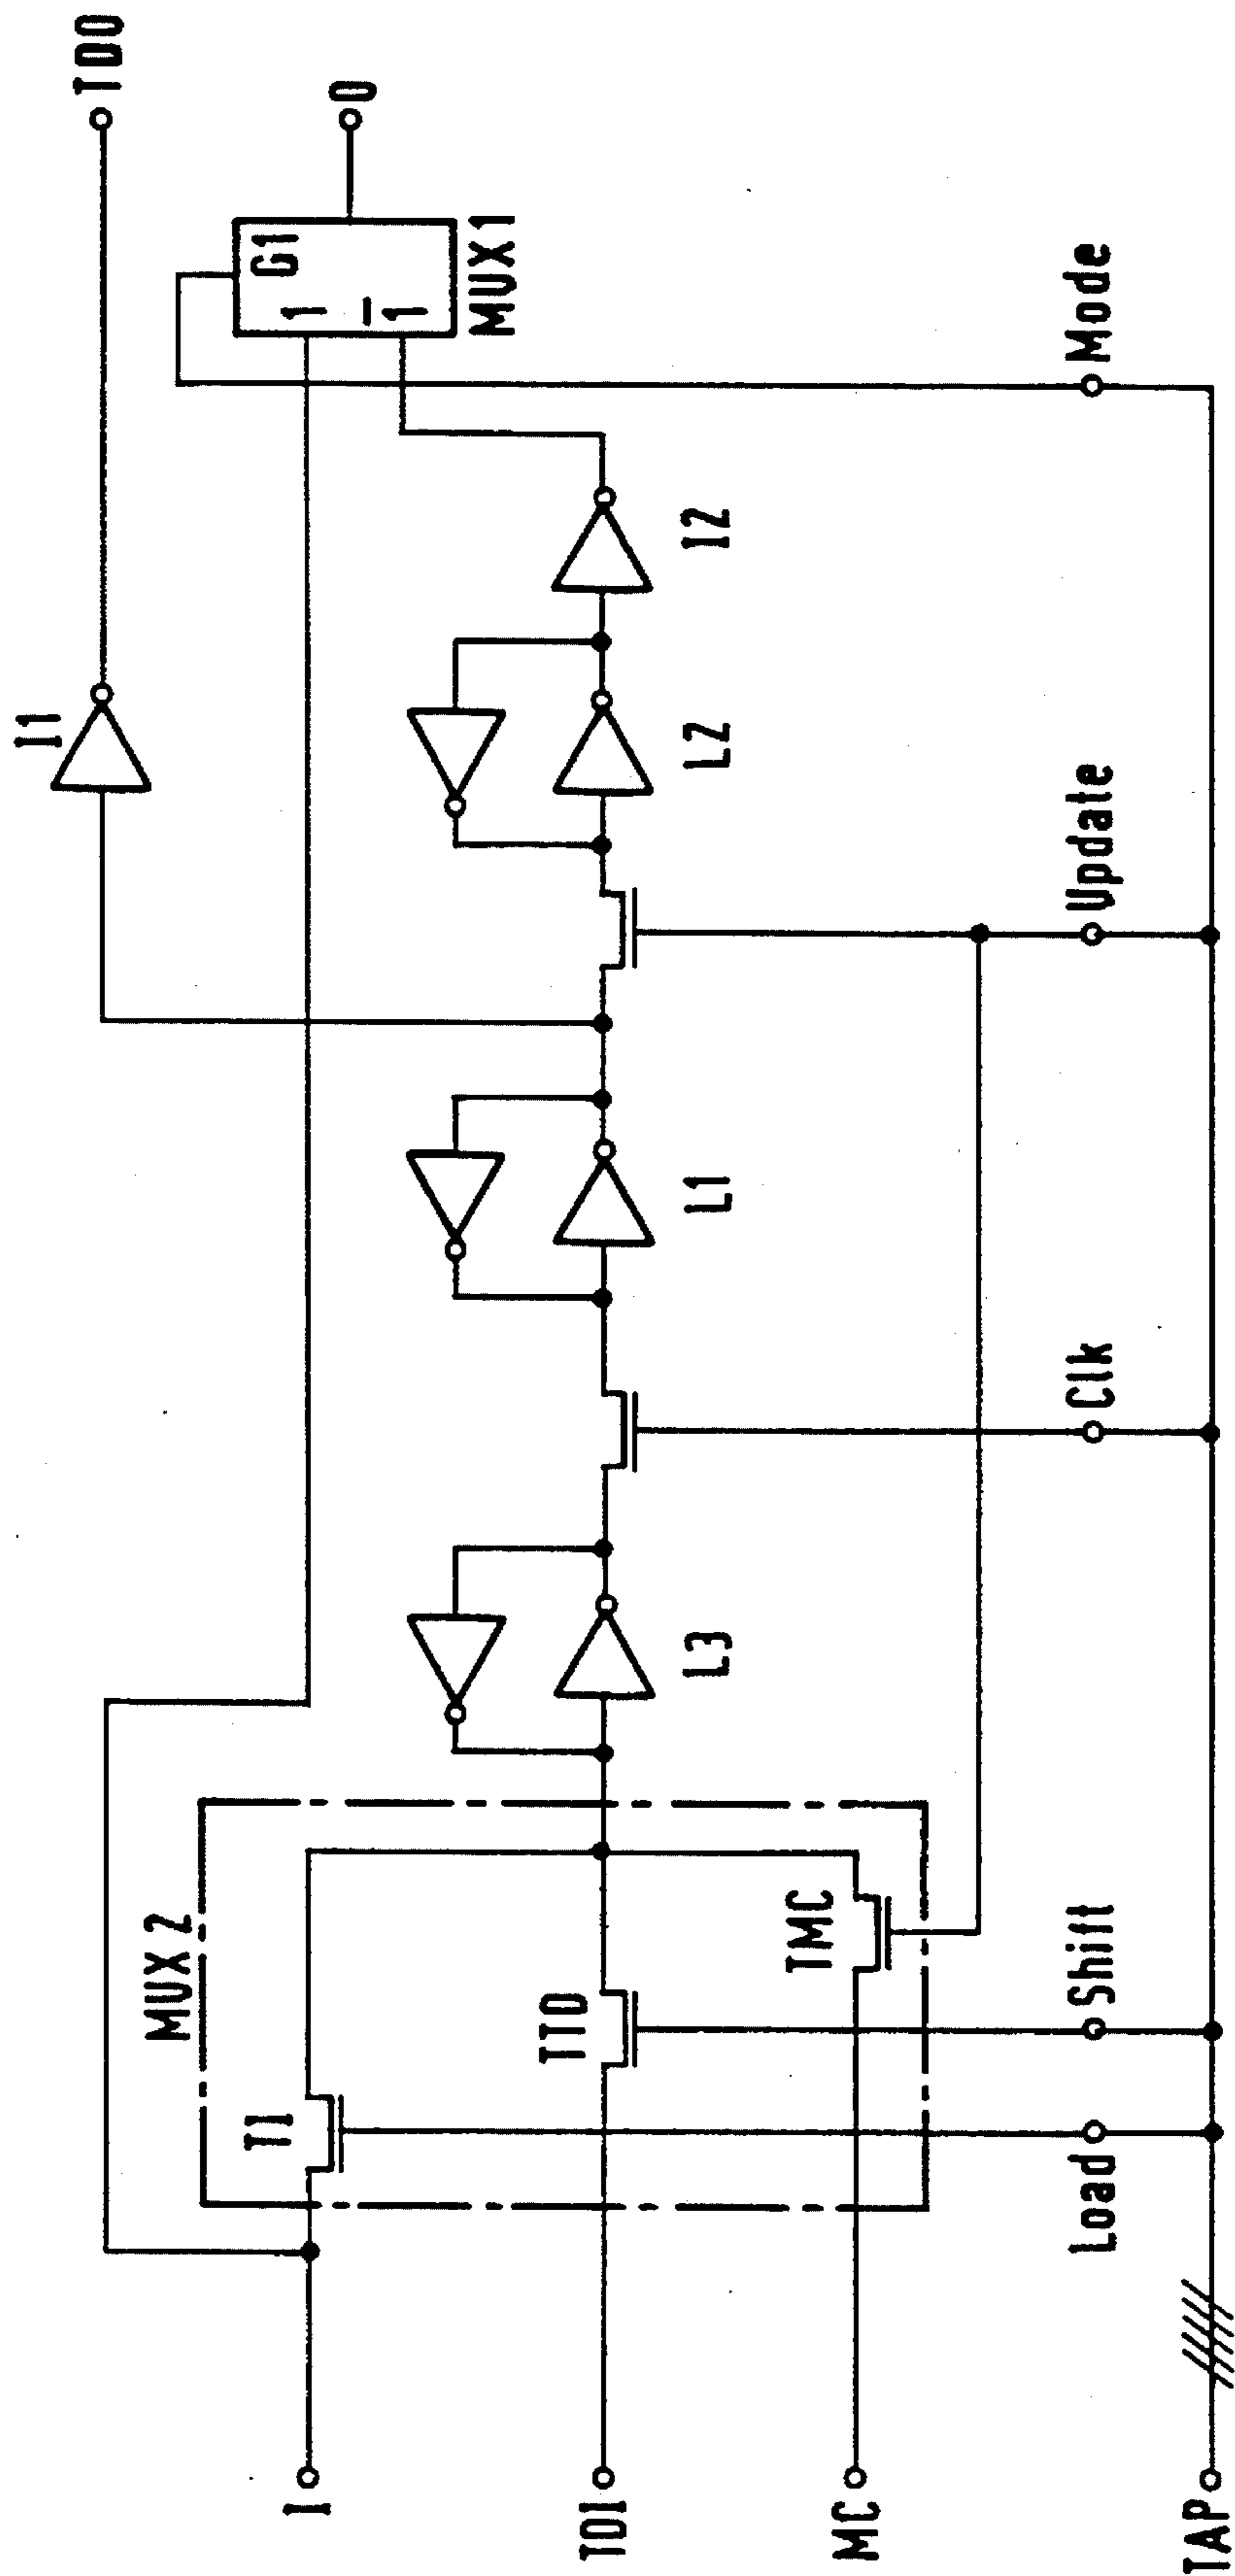 I1
TDO
O
G1
1
1
MUX1
I2
L2
L1
L3
MUX 2
TI
TTD
TMC
I
TDI
MC
TAP
Load
Shift
Clk
Update
Mode